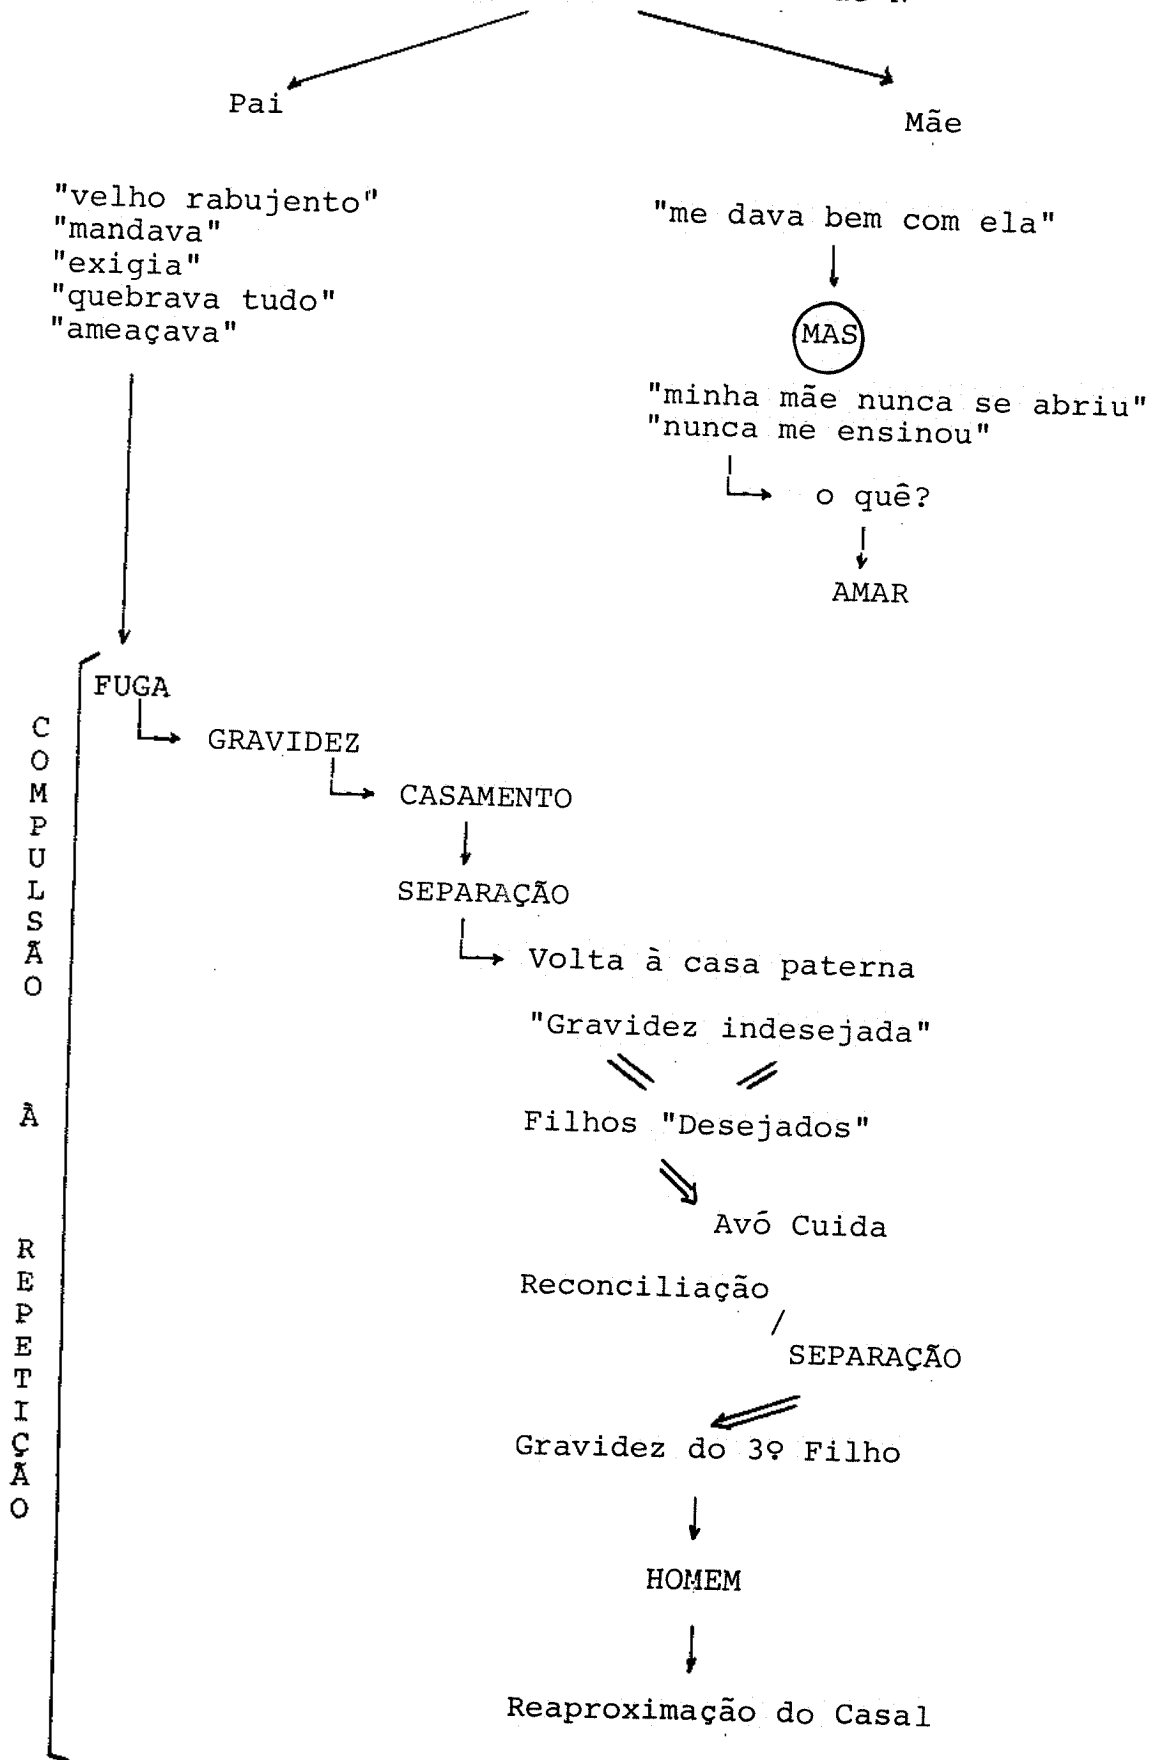 Pai
Mãe
"velho rabujento"
"mandava"
"exigia"
"quebrava tudo"
"ameaçava"
"me dava bem com ela"
MAS
"minha mãe nunca se abriu"
"nunca me ensinou"
o quê?
AMAR
COMPULSÃO À REPETIÇÃO
FUGA
GRAVIDEZ
CASAMENTO
SEPARAÇÃO
Volta à casa paterna
"Gravidez indesejada"
Filhos "Desejados"
Avó Cuida
Reconciliação
SEPARAÇÃO
Gravidez do 3º Filho
HOMEM
Reaproximação do Casal